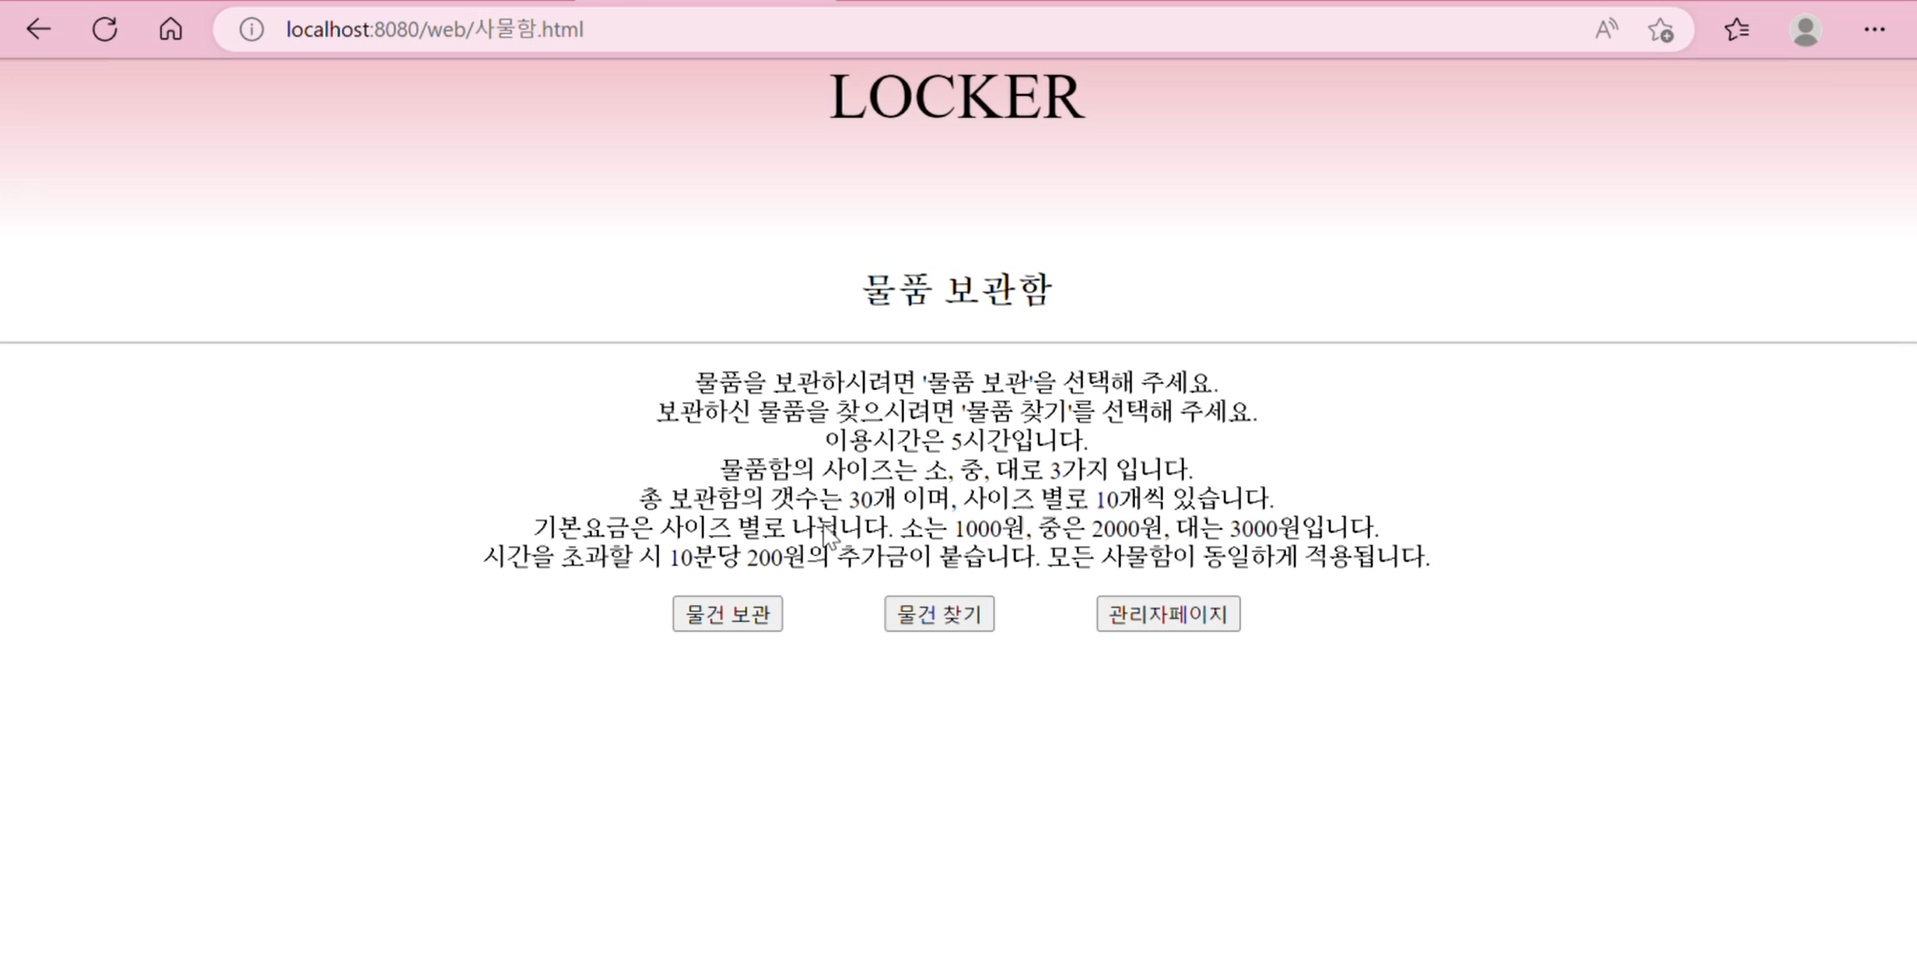 localhost:8080/web/사물함.html
LOCKER
물품 보관함
물품을 보관하시려면 '물품 보관'을 선택해 주세요.
보관하신 물품을 찾으시려면 '물품 찾기'를 선택해 주세요.
이용시간은 5시간입니다.
물품함의 사이즈는 소, 중, 대로 3가지 입니다.
총 보관함의 갯수는 30개 이며, 사이즈 별로 10개씩 있습니다.
기본요금은 사이즈 별로 나뉩니다. 소는 1000원, 중은 2000원, 대는 3000원입니다.
시간을 초과할 시 10분당 200원의 추가금이 붙습니다. 모든 사물함이 동일하게 적용됩니다.
물건 보관 물건 찾기 관리자페이지